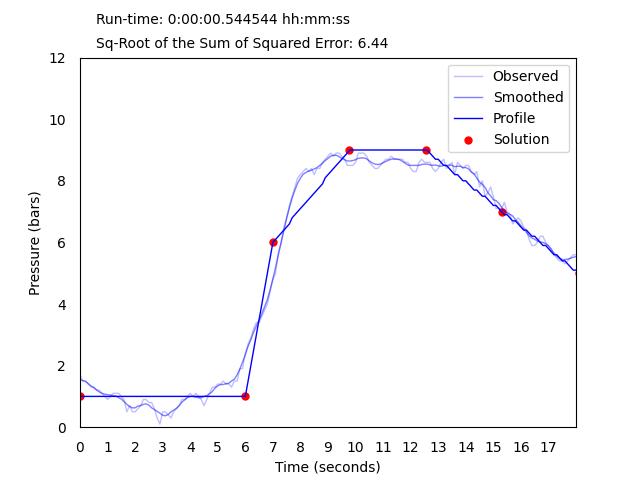 Run-time: 0:00:00.544544 hh:mm:ss
Sq-Root of the Sum of Squared Error: 6.44
12
10
8
6
4
2
0
Pressure (bars)
Observed
Smoothed
Profile
Solution
0 1 2 3 4 5 6 7 8 9 10 11 12 13 14 15 16 17
Time (seconds)